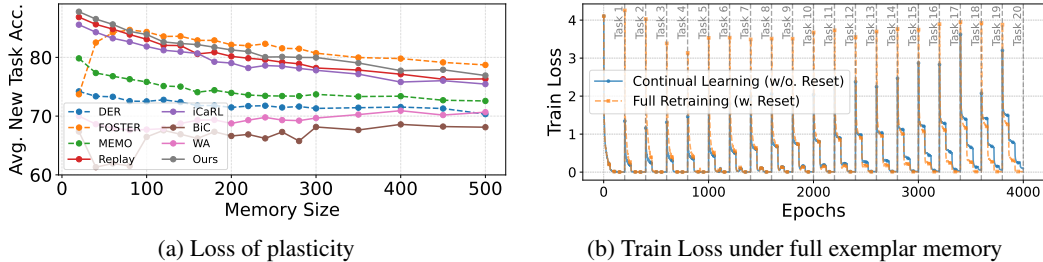 Avg. New Task Acc.
80
70
60
DER
FOSTER
MEMO
Replay
iCaRL
BiC
WA
Ours
0
100
200
300
400
500
Memory Size
(a) Loss of plasticity
Train Loss
4
3
2
1
0
Task 1
Task 2
Task 3
Task 4
Task 5
Task 6
Task 7
Task 8
Task 9
Task 10
Task 11
Task 12
Task 13
Task 14
Task 15
Task 16
Task 17
Task 18
Task 19
Task 20
Continual Learning (w/o. Reset)
Full Retraining (w. Reset)
0
1000
2000
3000
4000
Epochs
(b) Train Loss under full exemplar memory